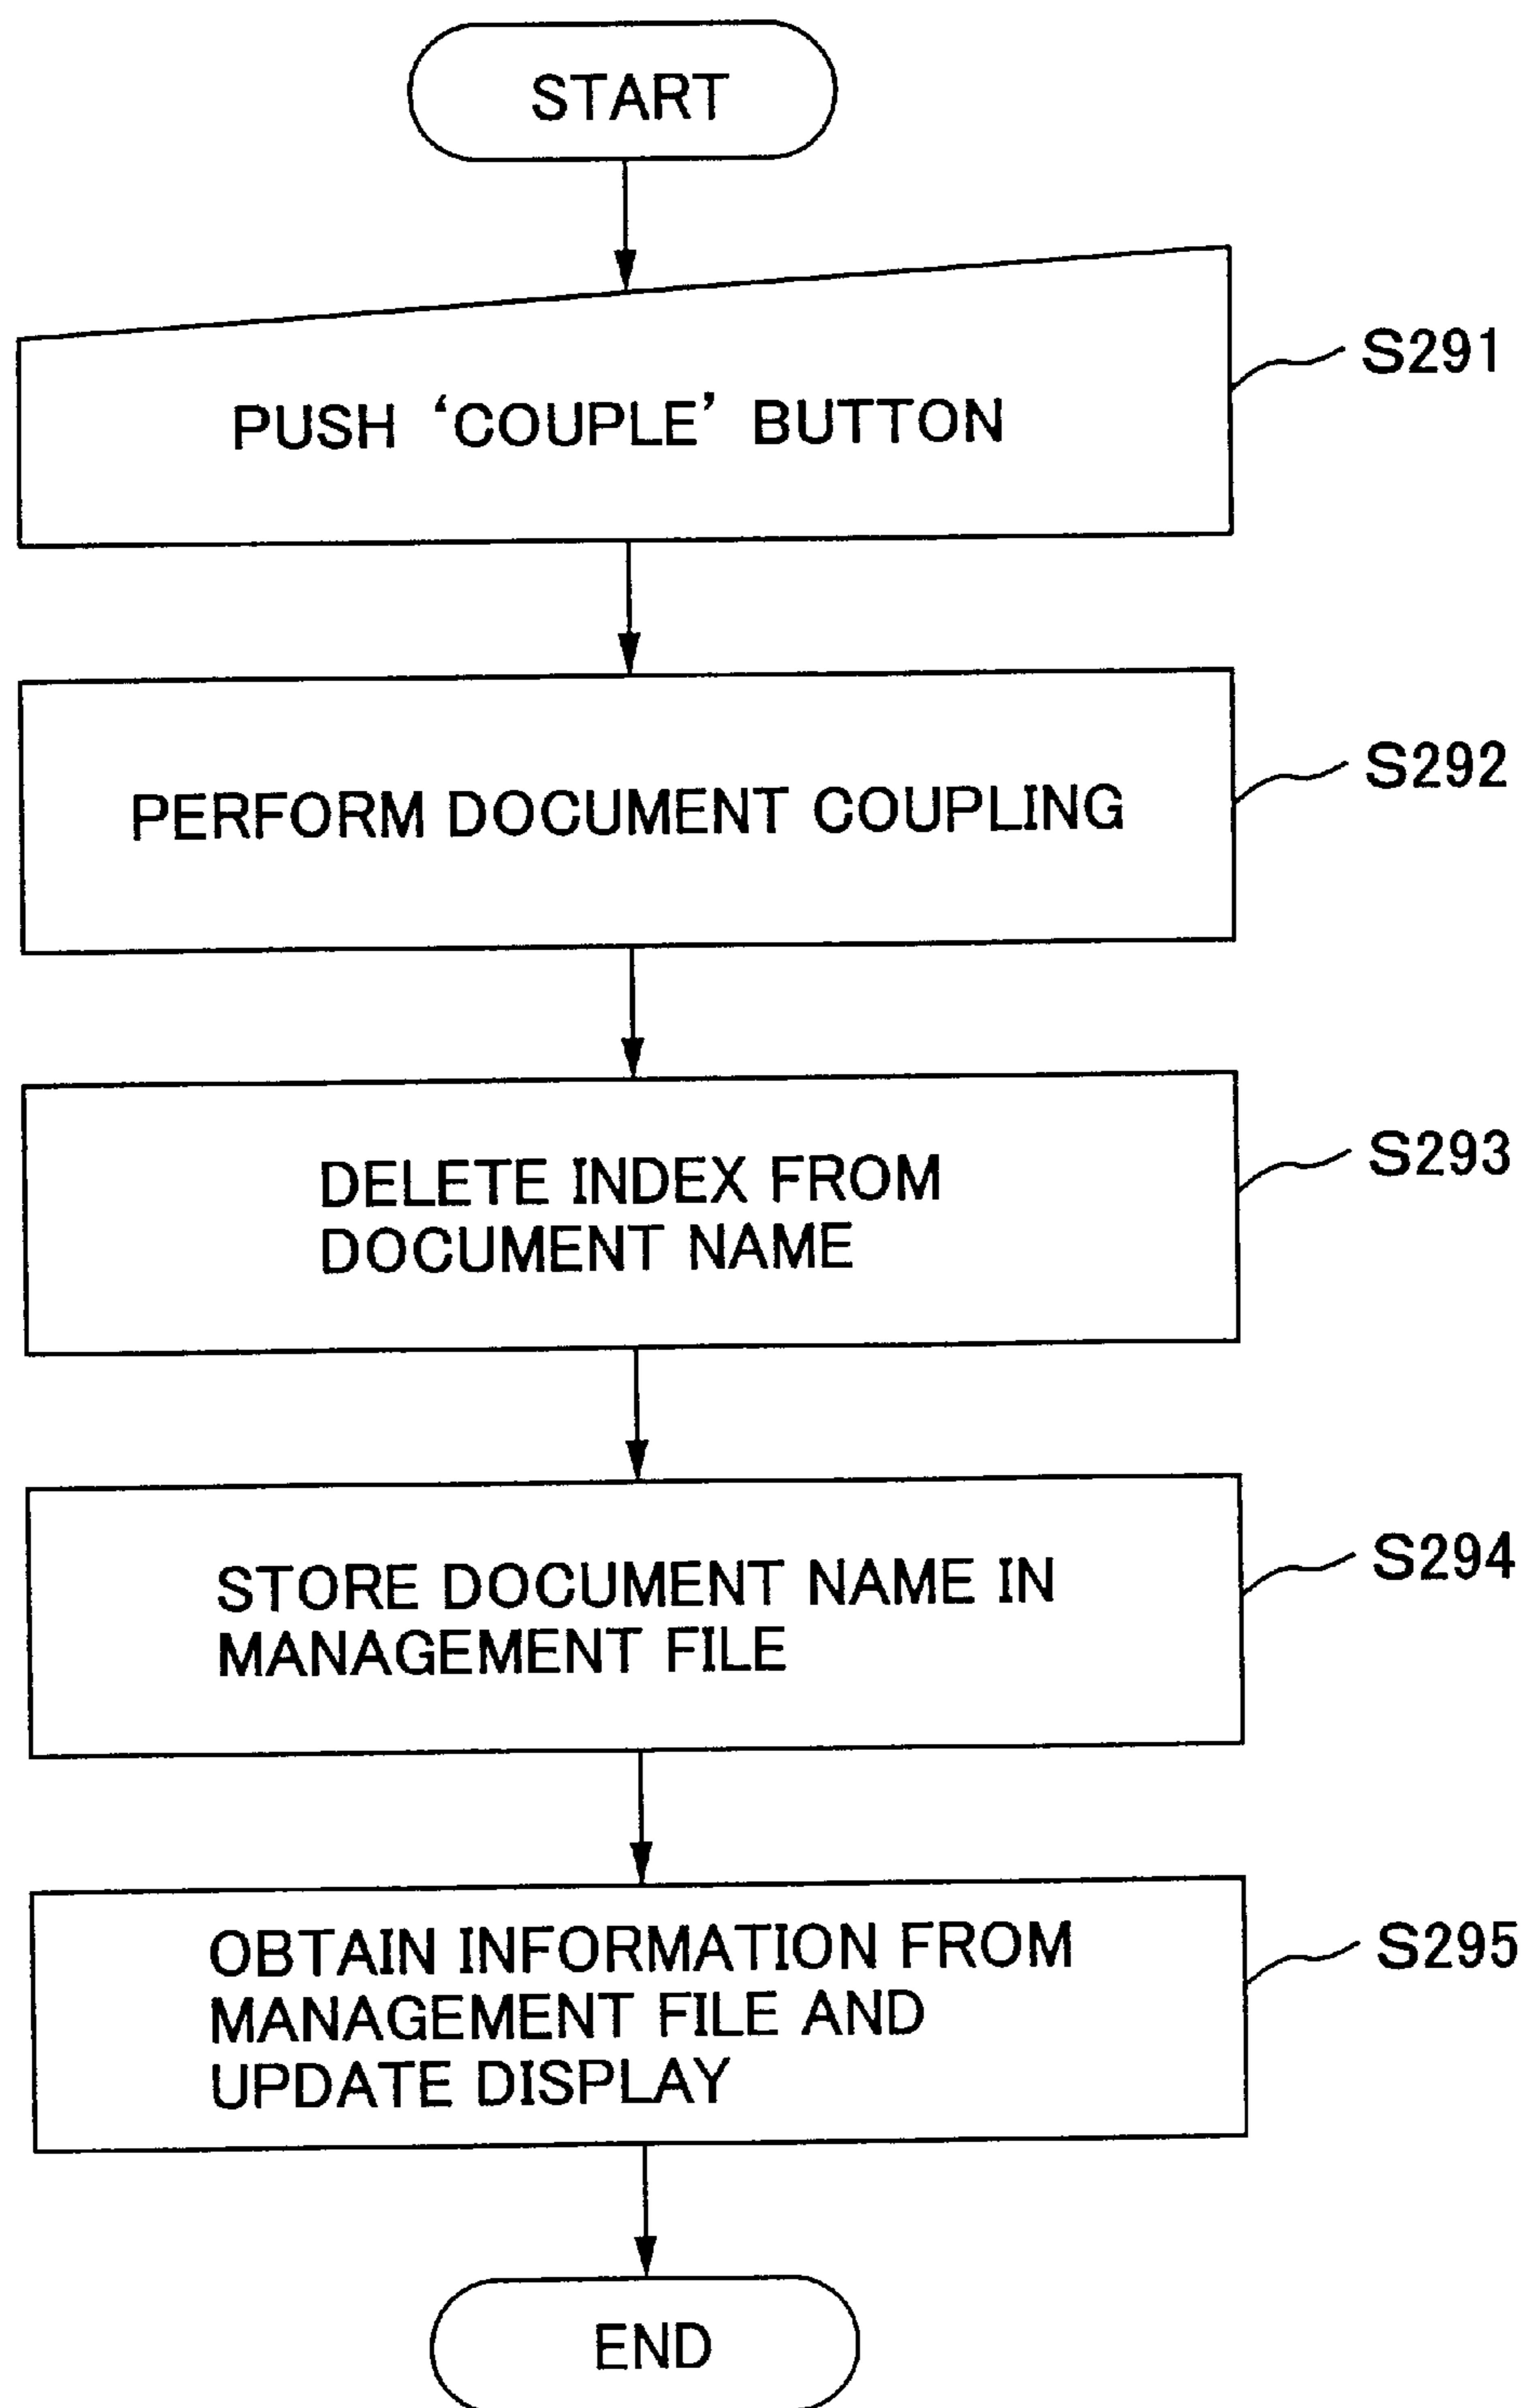 START
PUSH ‘COUPLE’ BUTTON
S291
PERFORM DOCUMENT COUPLING
S292
DELETE INDEX FROM
DOCUMENT NAME
S293
STORE DOCUMENT NAME IN
MANAGEMENT FILE
S294
OBTAIN INFORMATION FROM
MANAGEMENT FILE AND
UPDATE DISPLAY
S295
END